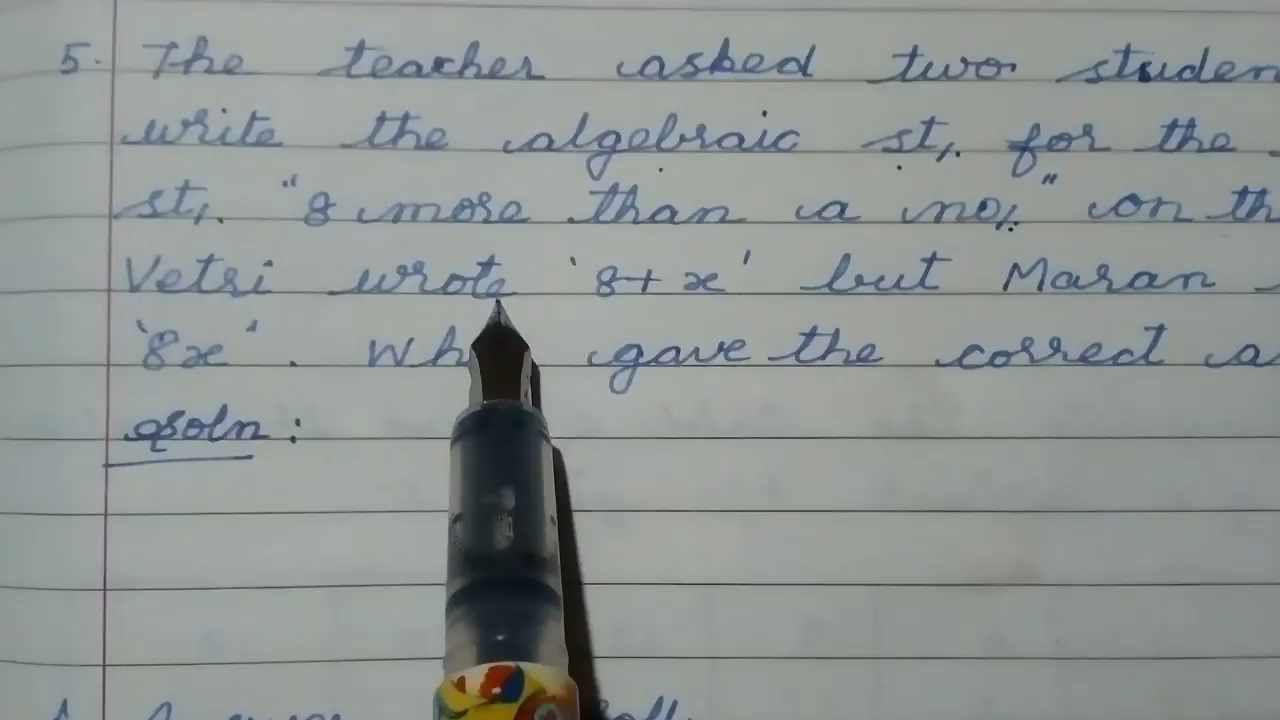 5. The teacher asked two studen
write the algebraic st,. for the
st,. "8 more than a no,." on th
Vetri wrote '8+x' but Maran
'8x'. Wh gave the correct a
Soln: